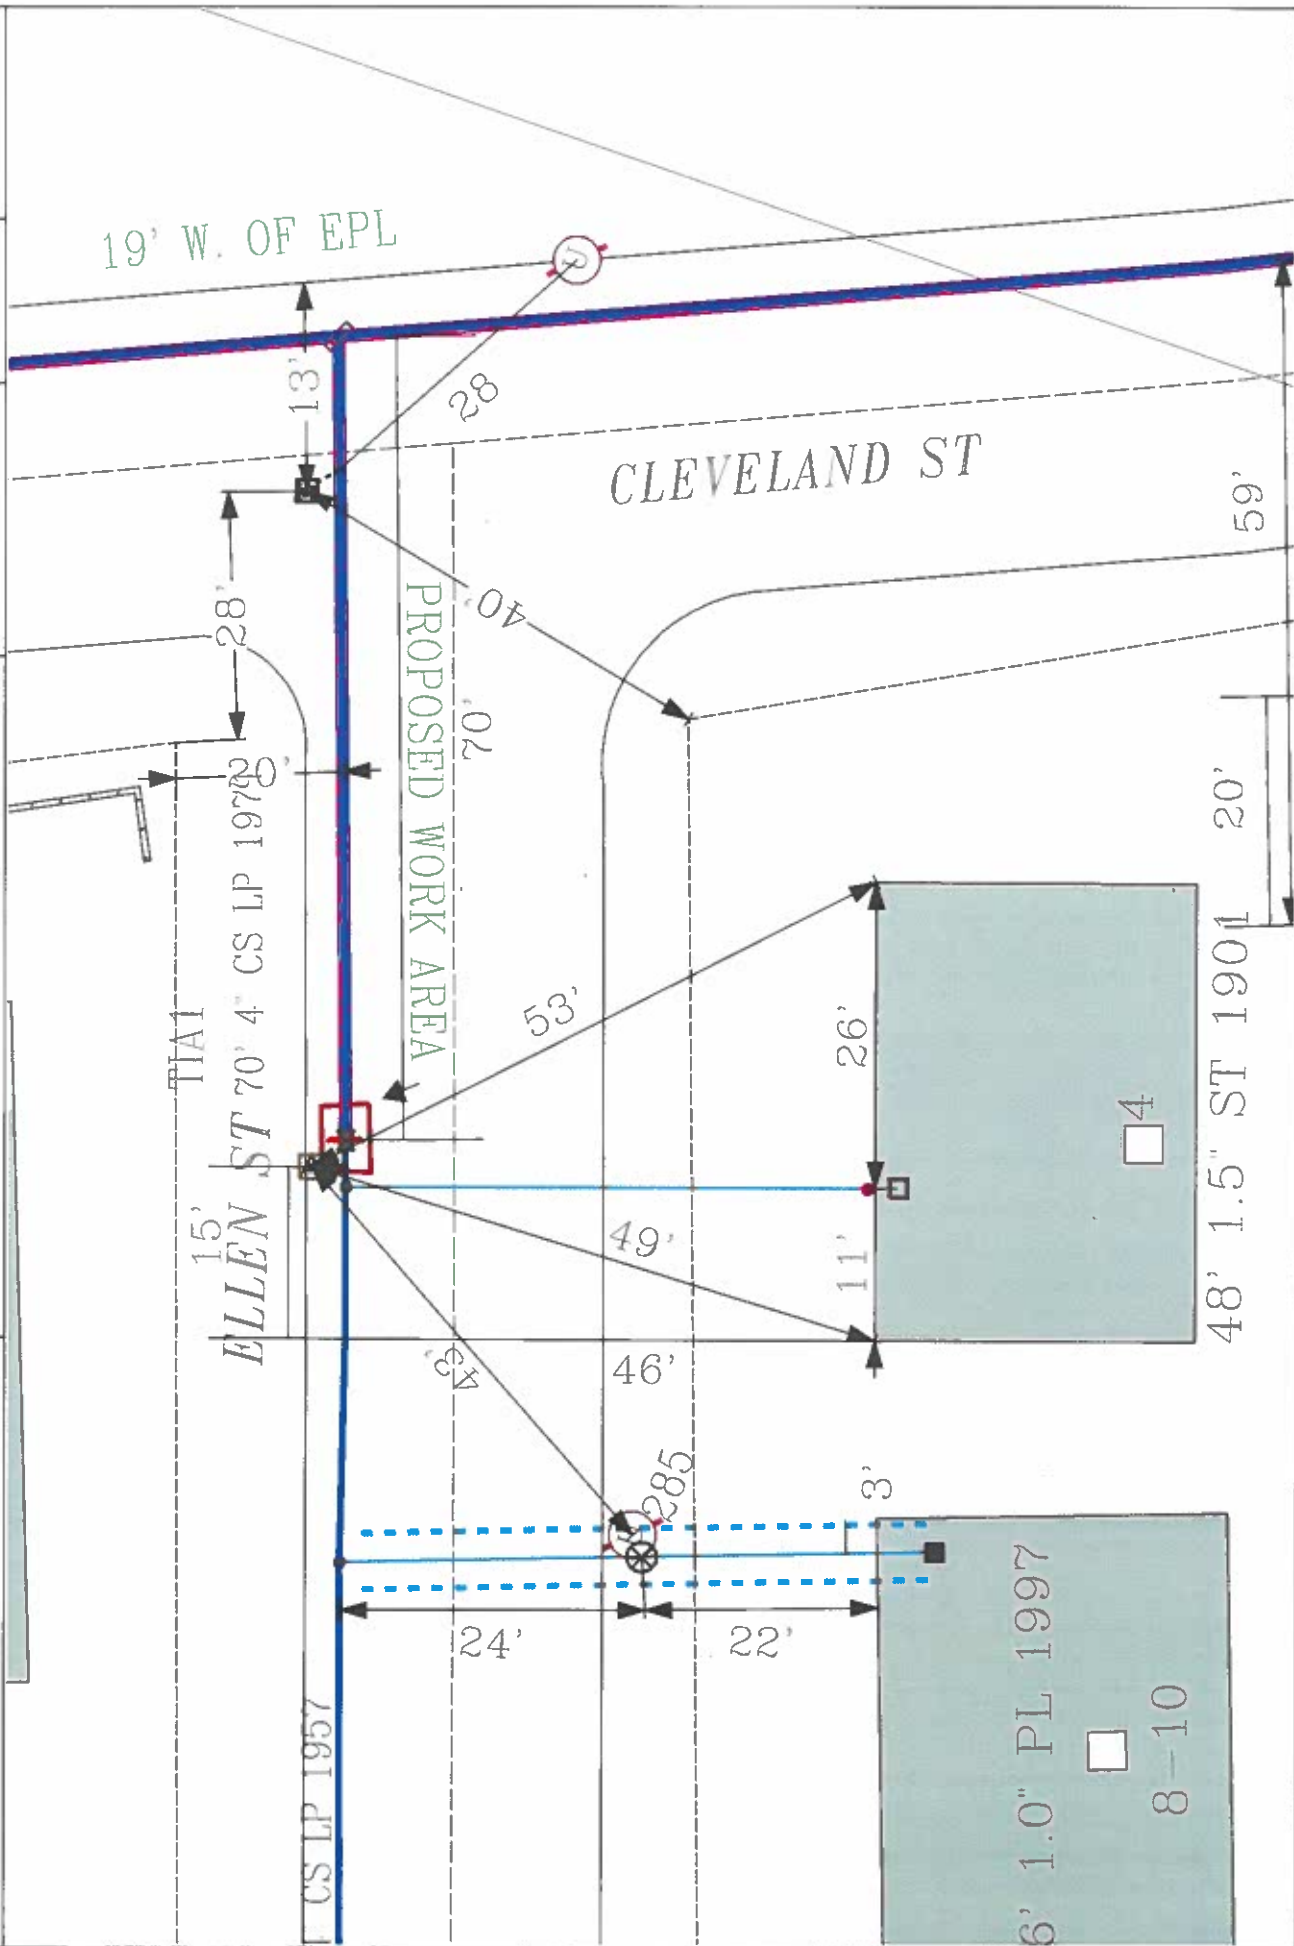 19' W. OF EPL
U
13'
28
CLEVELAND ST
59'
28'
40'
PROPOSED WORK AREA
70'
20'
20'
ELLEN ST 70' 4" CS LP 1972
53'
26'
4
48' 1.5" ST 1901
15'
49'
11'
43'
46'
285
3'
24'
22'
CS LP 1957
6' 1.0" PL 1997
8-10